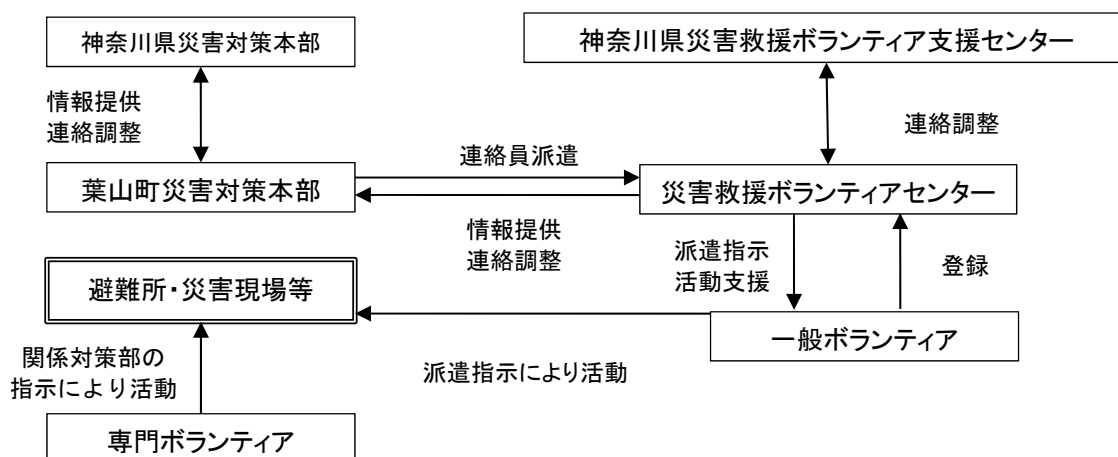 神奈川県災害対策本部
神奈川県災害救援ボランティア支援センター
情報提供
連絡調整
連絡調整
連絡員派遣
葉山町災害対策本部
災害救援ボランティアセンター
情報提供
連絡調整
派遣指示
活動支援
登録
避難所・災害現場等
一般ボランティア
関係対策部の
指示により活動
派遣指示により活動
専門ボランティア